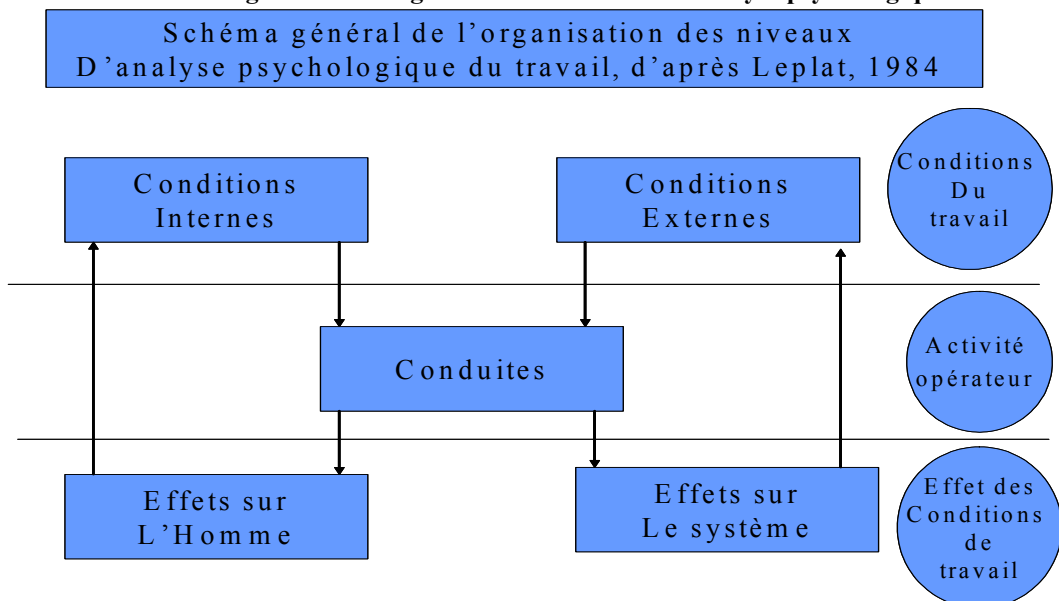 Schéma général de l’organisation des niveaux
D’analyse psychologique du travail, d’après Leplat, 1984
Conditions
Internes
Conditions
Externes
Conditions
Du
travail
Conduites
Activité
opérateur
Effets sur
L’Homme
Effets sur
Le système
Effet des
Conditions
de
travail